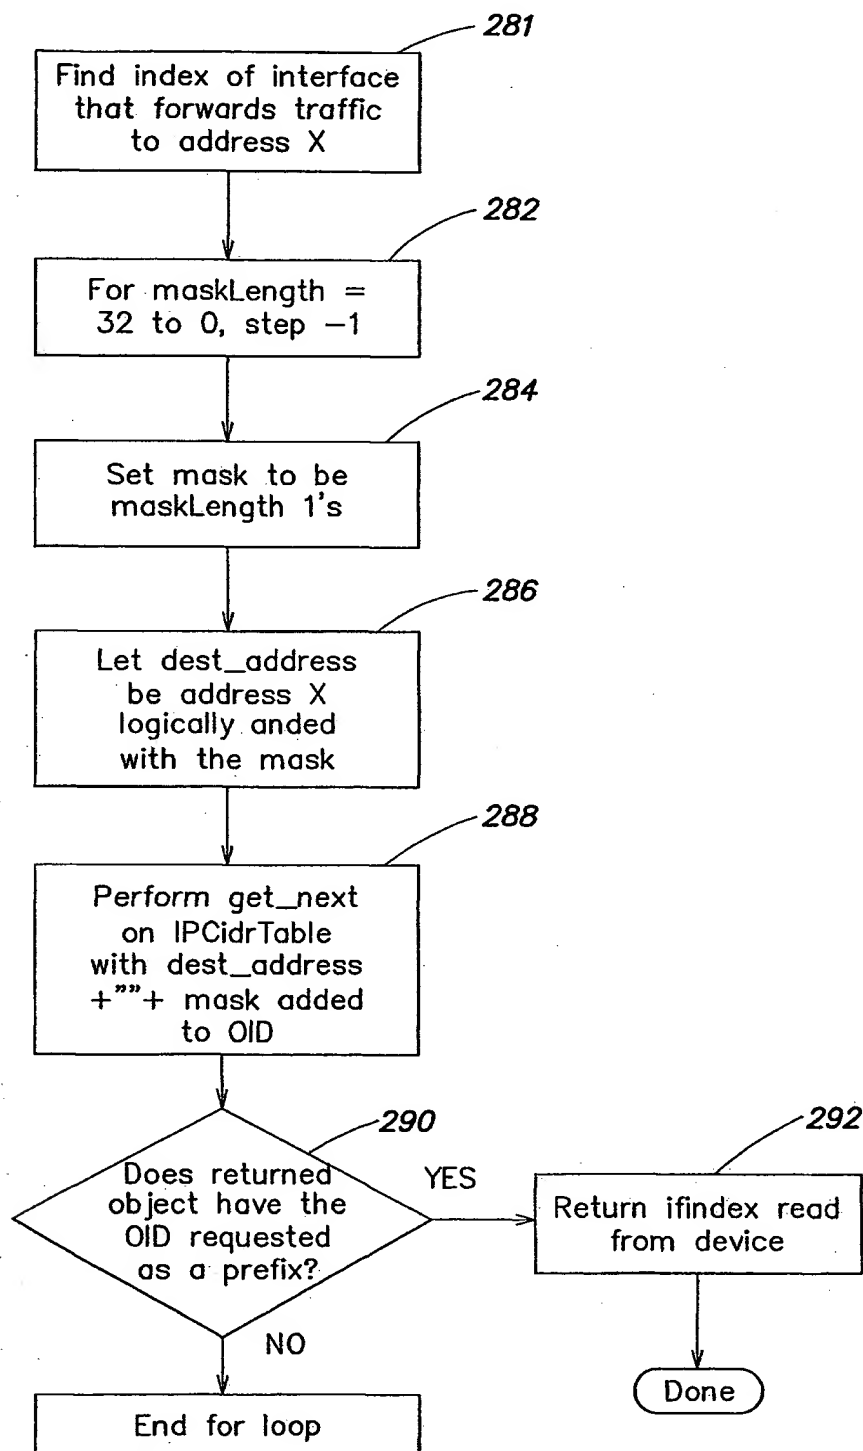 281
Find index of interface
that forwards traffic
to address X
282
For maskLength =
32 to 0, step −1
284
Set mask to be
maskLength 1's
286
Let dest_address
be address X
logically anded
with the mask
288
Perform get_next
on IPCidrTable
with dest_address
+""+ mask added
to OID
290
Does returned
object have the
OID requested
as a prefix?
YES
292
Return ifindex read
from device
NO
Done
End for loop